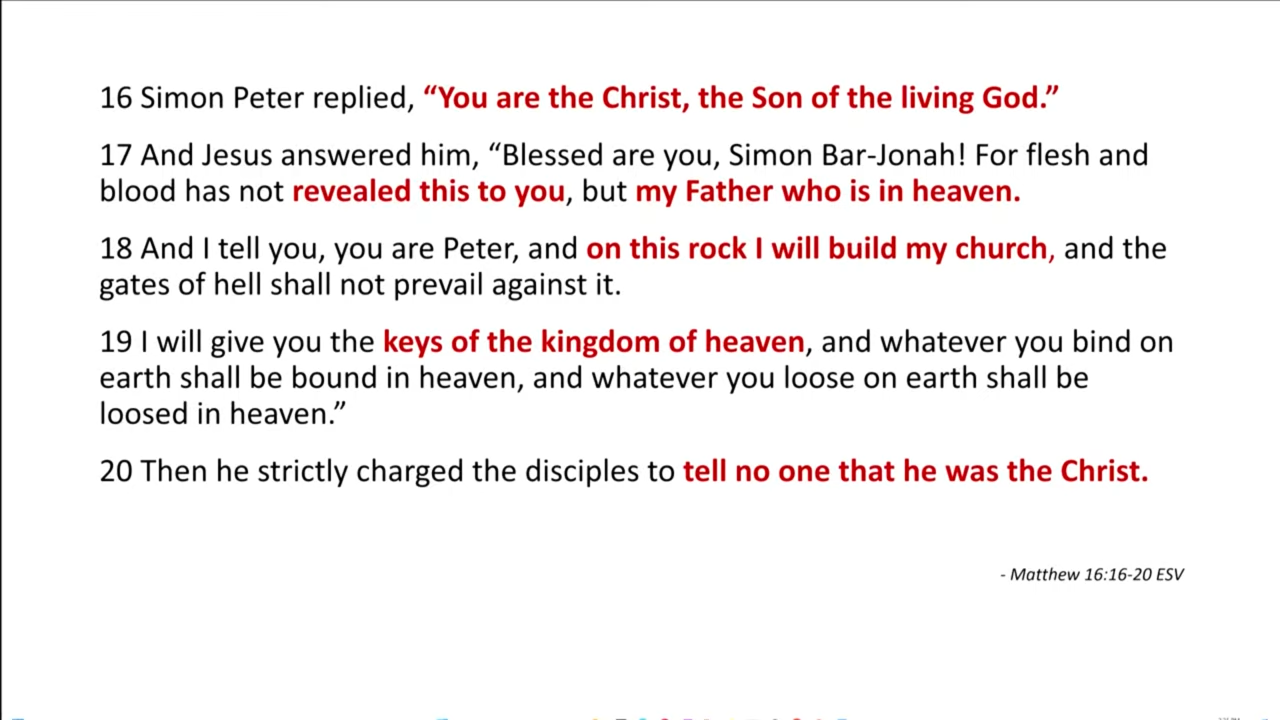 16 Simon Peter replied, “You are the Christ, the Son of the living God.”
17 And Jesus answered him, “Blessed are you, Simon Bar-Jonah! For flesh and
blood has not revealed this to you, but my Father who is in heaven.
18 And I tell you, you are Peter, and on this rock I will build my church, and the
gates of hell shall not prevail against it.
19 I will give you the keys of the kingdom of heaven, and whatever you bind on
earth shall be bound in heaven, and whatever you loose on earth shall be
loosed in heaven.”
20 Then he strictly charged the disciples to tell no one that he was the Christ.
- Matthew 16:16-20 ESV